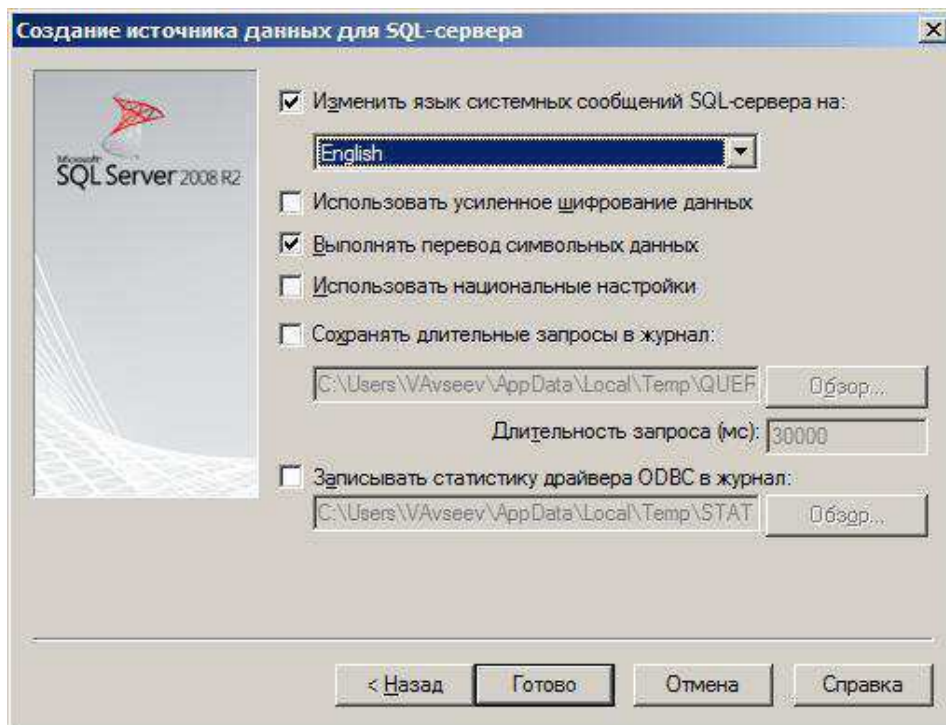 Создание источника данных для SQL-сервера
Microsoft
SQL Server 2008 R2
Изменить язык системных сообщений SQL-сервера на:
English
Использовать усиленное шифрование данных
Выполнять перевод символьных данных
Использовать национальные настройки
Сохранять длительные запросы в журнал:
C:\Users\VAvseev\AppData\Local\Temp\QUER
Обзор...
Длительность запроса (мс): 30000
Записывать статистику драйвера ODBC в журнал:
C:\Users\VAvseev\AppData\Local\Temp\STAT
Обзор...
< Назад Готово Отмена Справка